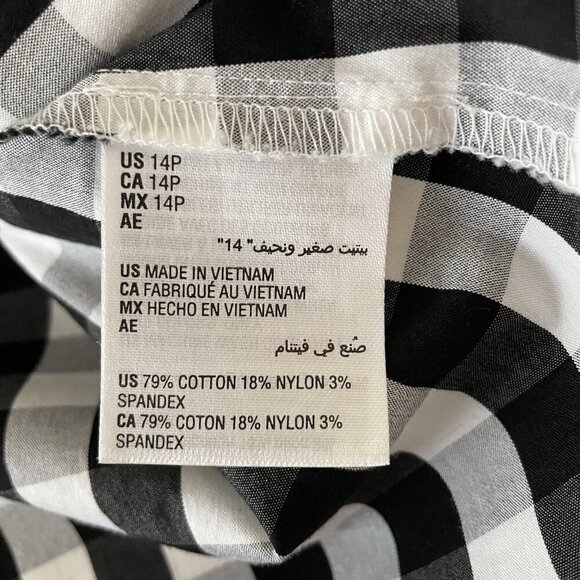 US 14P
CA 14P
MX 14P
AE
بيتيت صغير ونحيف" 14"
US MADE IN VIETNAM
CA FABRIQUÉ AU VIETNAM
MX HECHO EN VIETNAM
AE
صُنع في فيتنام
US 79% COTTON 18% NYLON 3%
SPANDEX
CA 79% COTON 18% NYLON 3%
SPANDEX